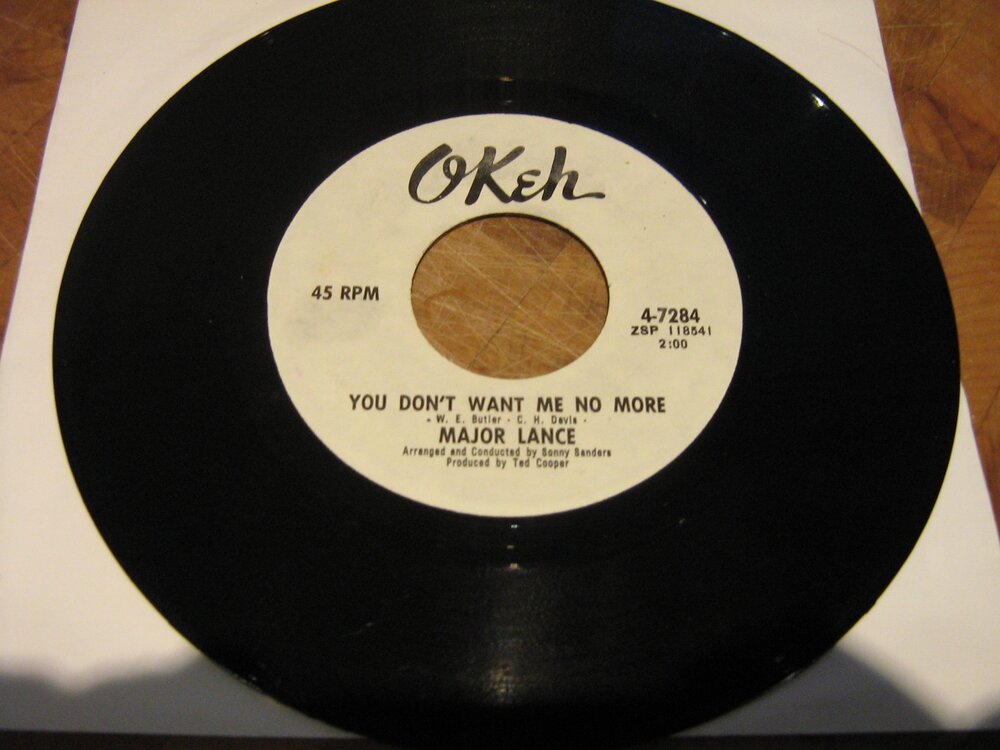 OKeh
45 RPM
4-7284
ZSP 118541
2:00
YOU DON'T WANT ME NO MORE
- W. E. Butler - C. H. Davis -
MAJOR LANCE
Arranged and Conducted by Sonny Sanders
Produced by Ted Cooper